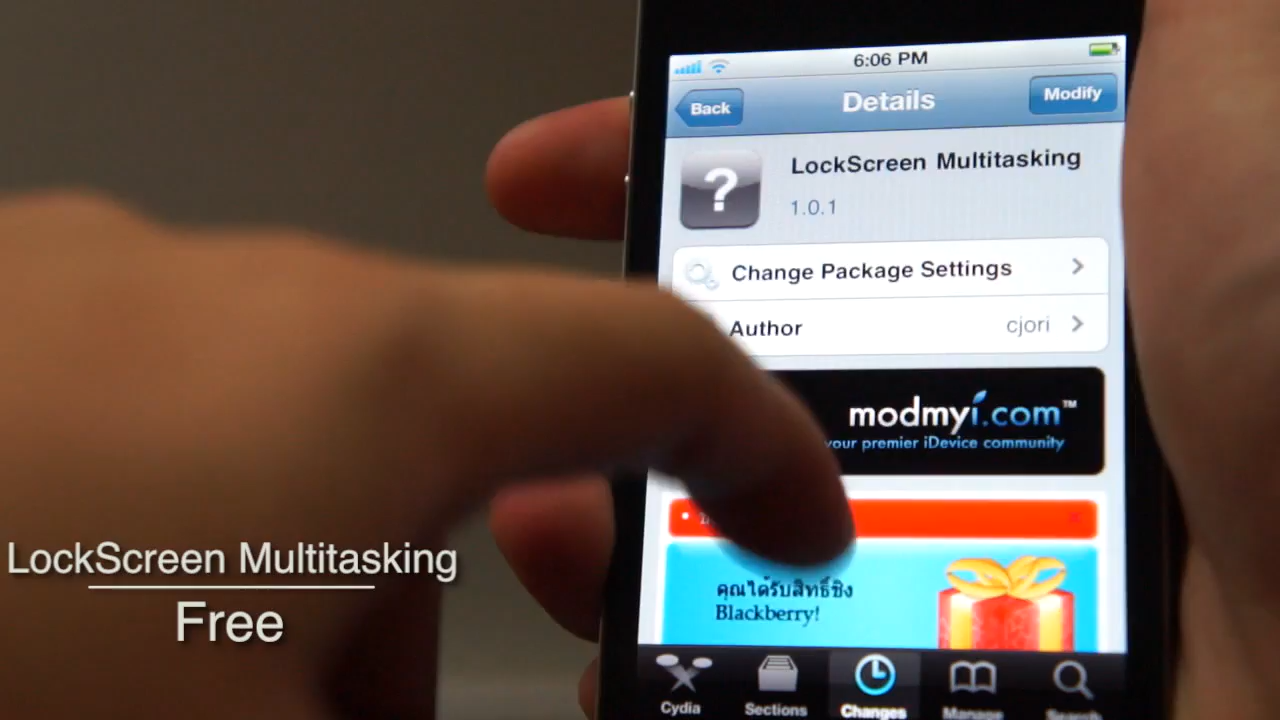 6:06 PM
Back
Details
Modify
LockScreen Multitasking
1.0.1
Change Package Settings
Author
cjori
modmyi.com™
your premier iDevice community
คุณได้รับสิทธิ์ชิง
Blackberry!
LockScreen Multitasking
Free
Cydia
Sections
Changes
Manage
Search